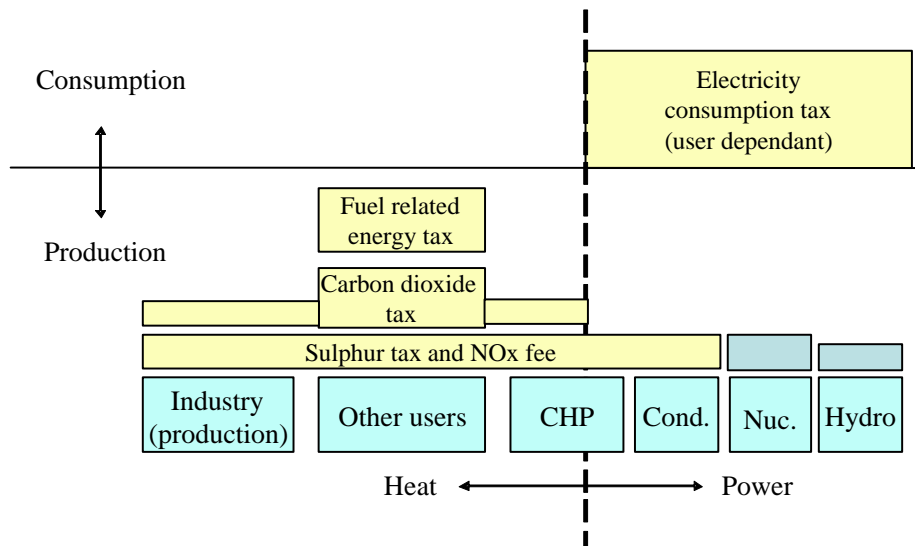 Consumption
Electricity
consumption tax
(user dependant)
Production
Fuel related
energy tax
Carbon dioxide
tax
Sulphur tax and NOx fee
Industry
(production)
Other users
CHP
Cond.
Nuc.
Hydro
Heat
Power